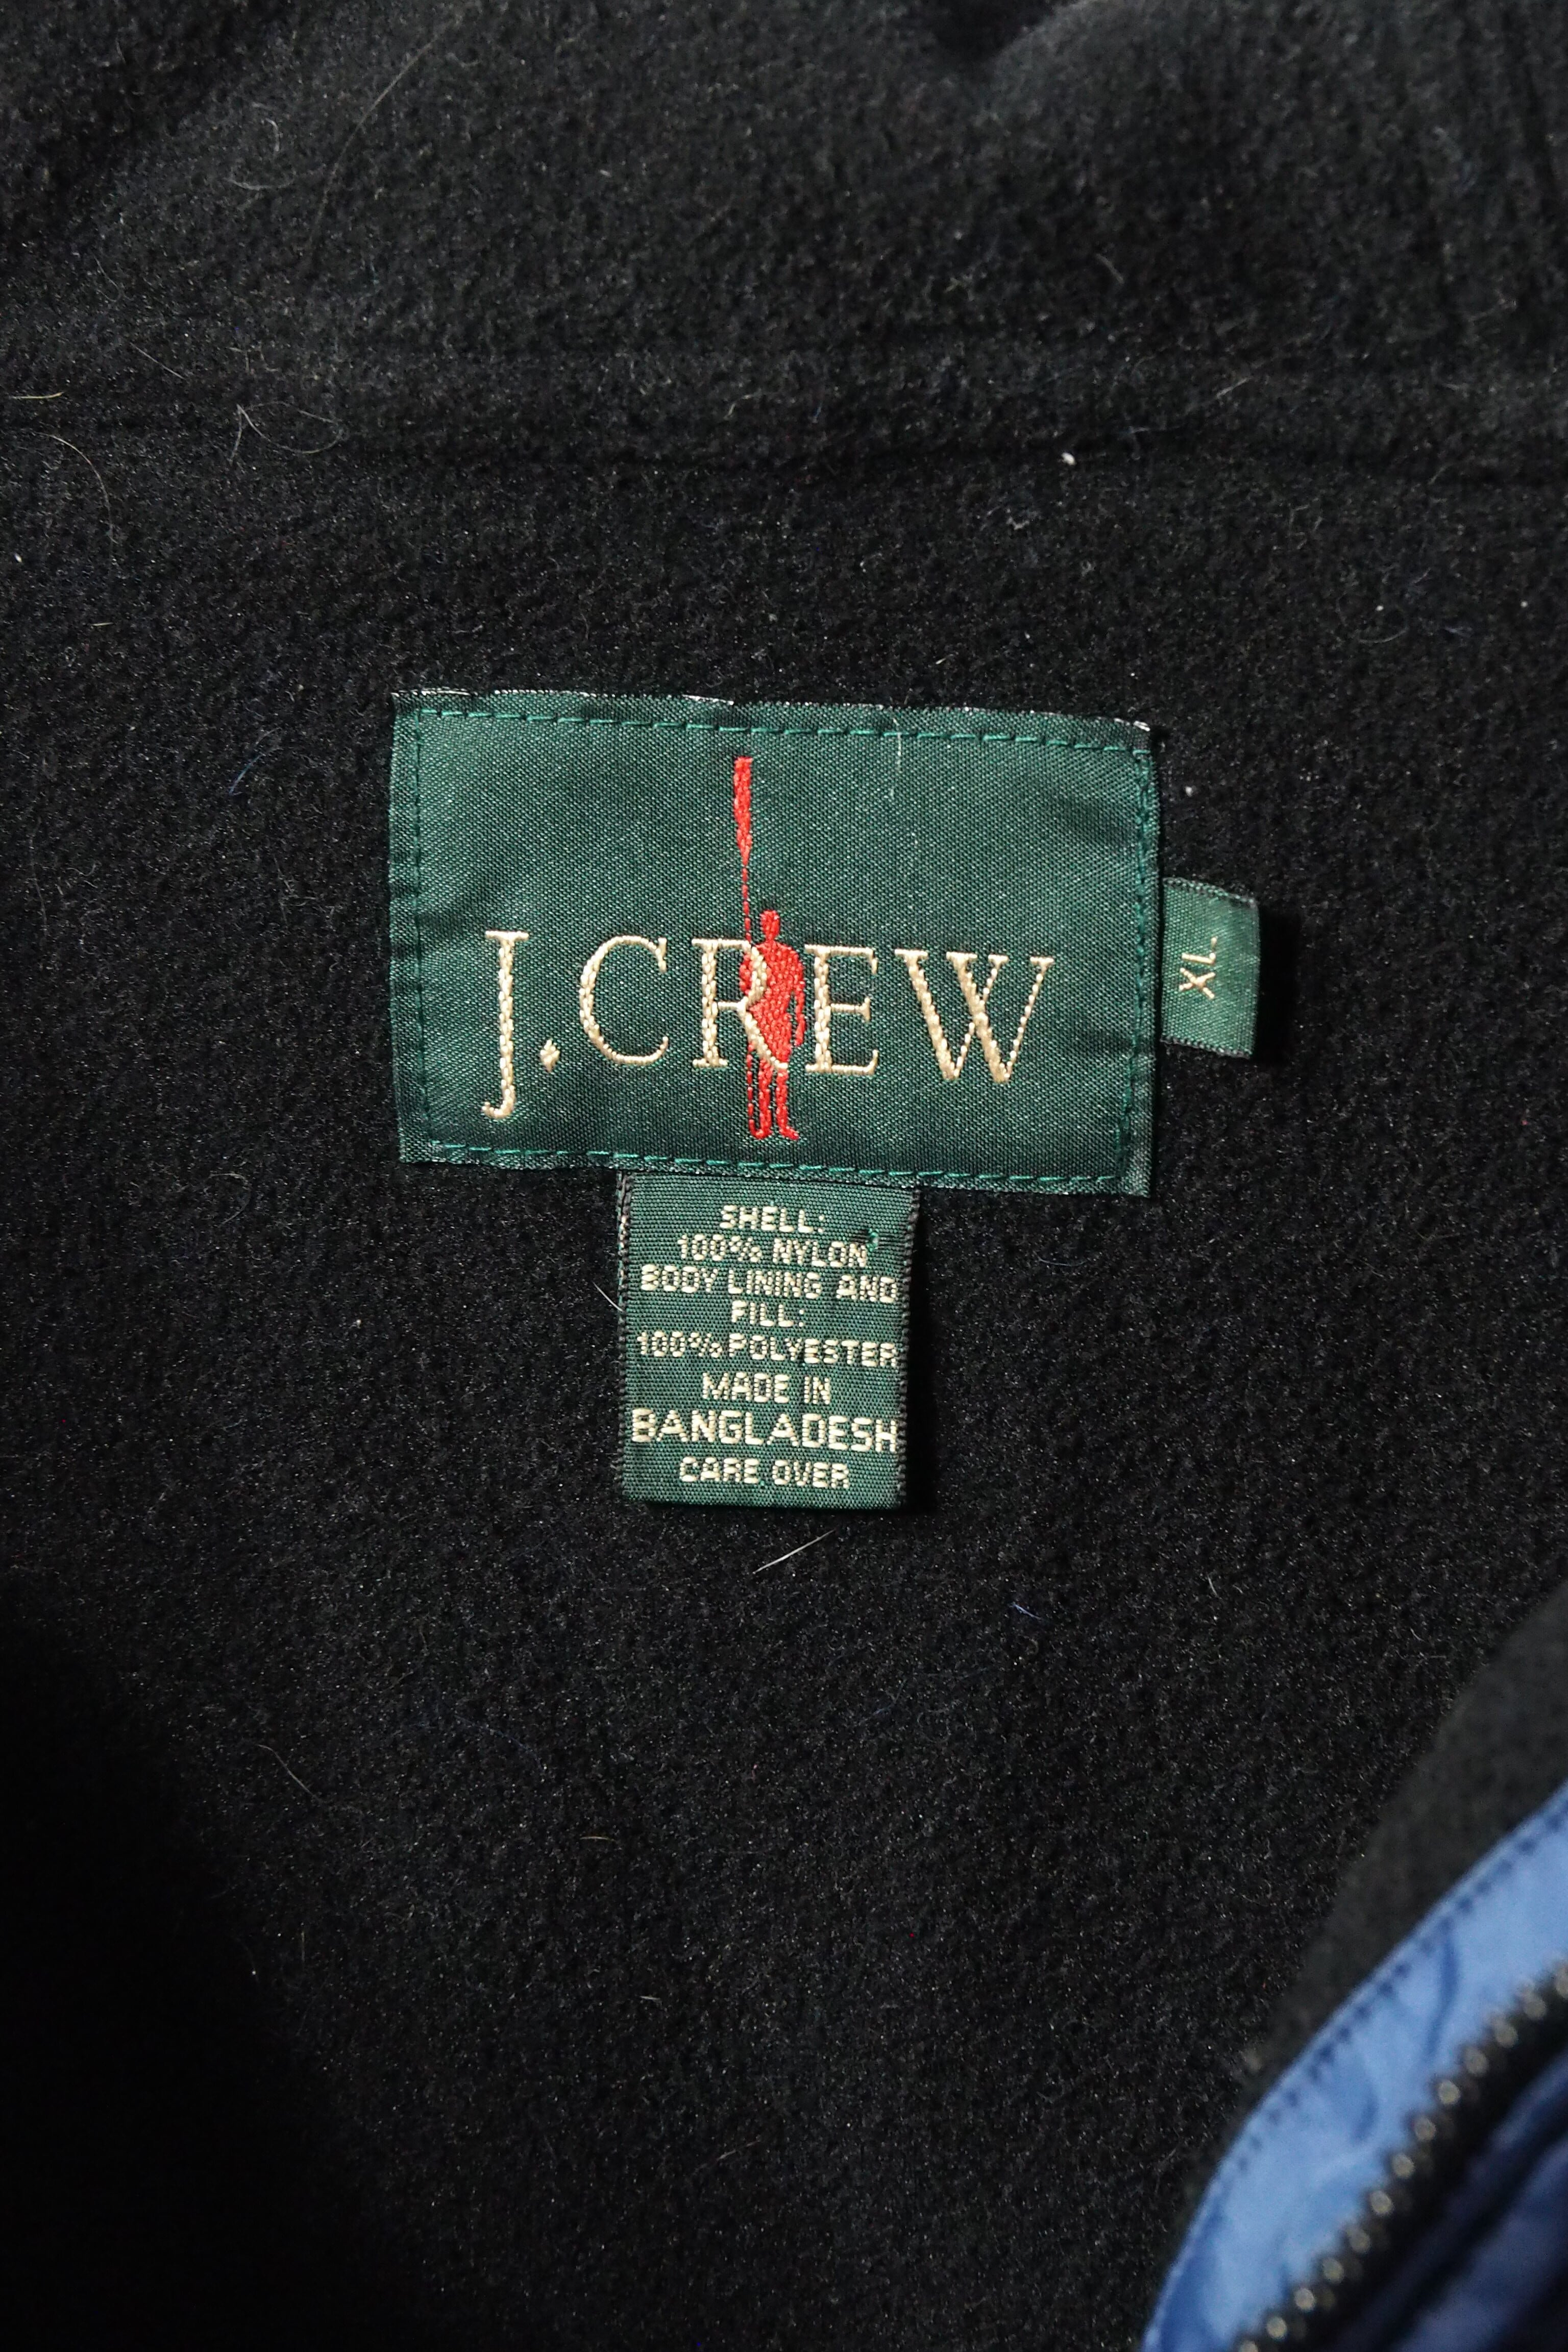 J.CREW
XL
SHELL:
100% NYLON
BODY LINING AND
FILL:
100% POLYESTER
MADE IN
BANGLADESH
CARE OVER